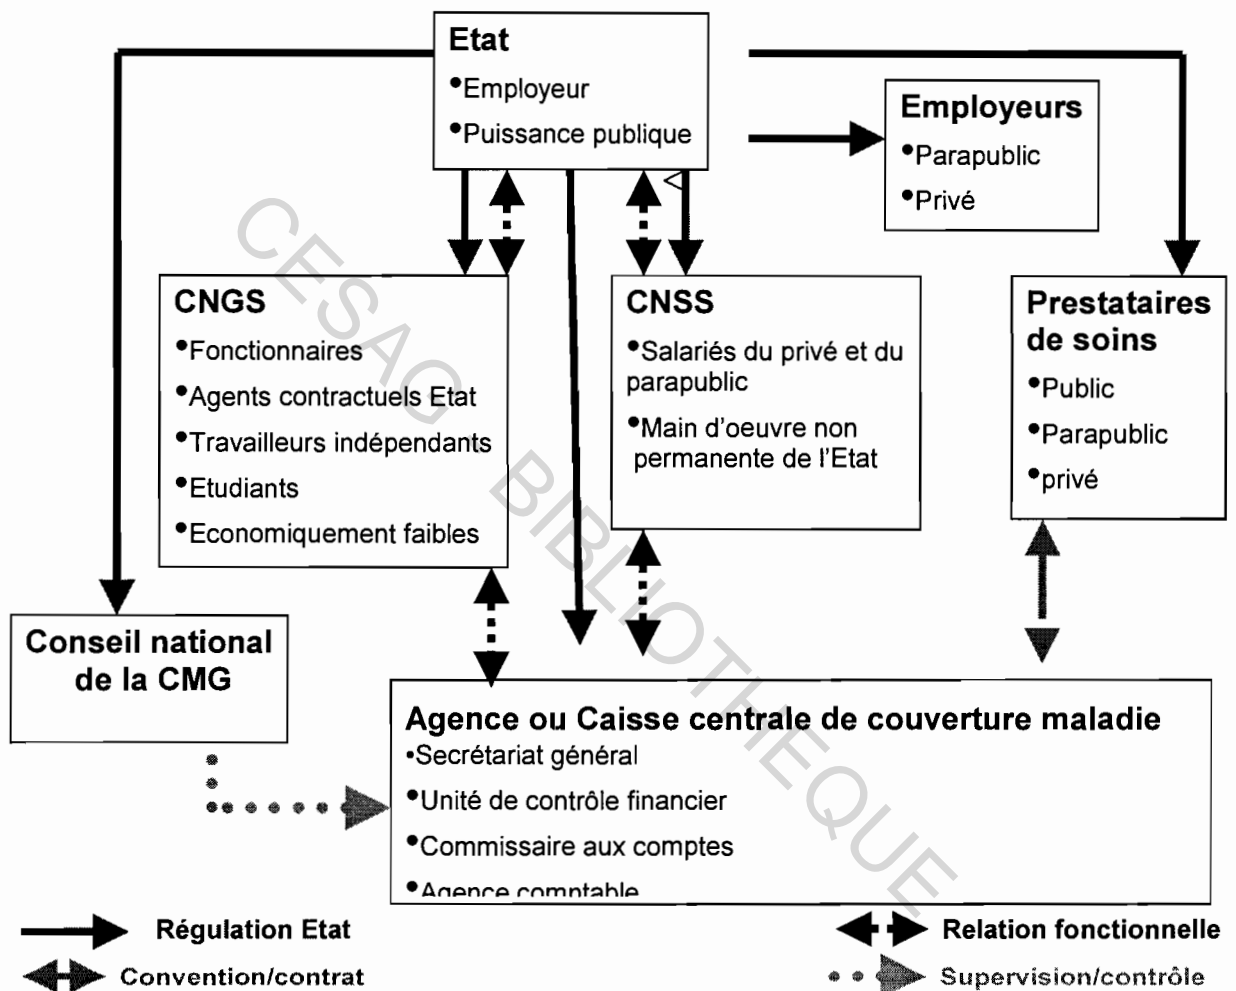 Etat
•Employeur
•Puissance publique
Employeurs
•Parapublic
•Privé
CNGS
•Fonctionnaires
•Agents contractuels Etat
•Travailleurs indépendants
•Etudiants
•Economiquement faibles
CNSS
•Salariés du privé et du
parapublic
•Main d'oeuvre non
permanente de l'Etat
Prestataires
de soins
•Public
•Parapublic
•privé
Conseil national
de la CMG
Agence ou Caisse centrale de couverture maladie
•Secrétariat général
•Unité de contrôle financier
•Commissaire aux comptes
•Agence comptable
Régulation Etat
Relation fonctionnelle
Convention/contrat
Supervision/contrôle
CESAG BIBLIOTHEQUE